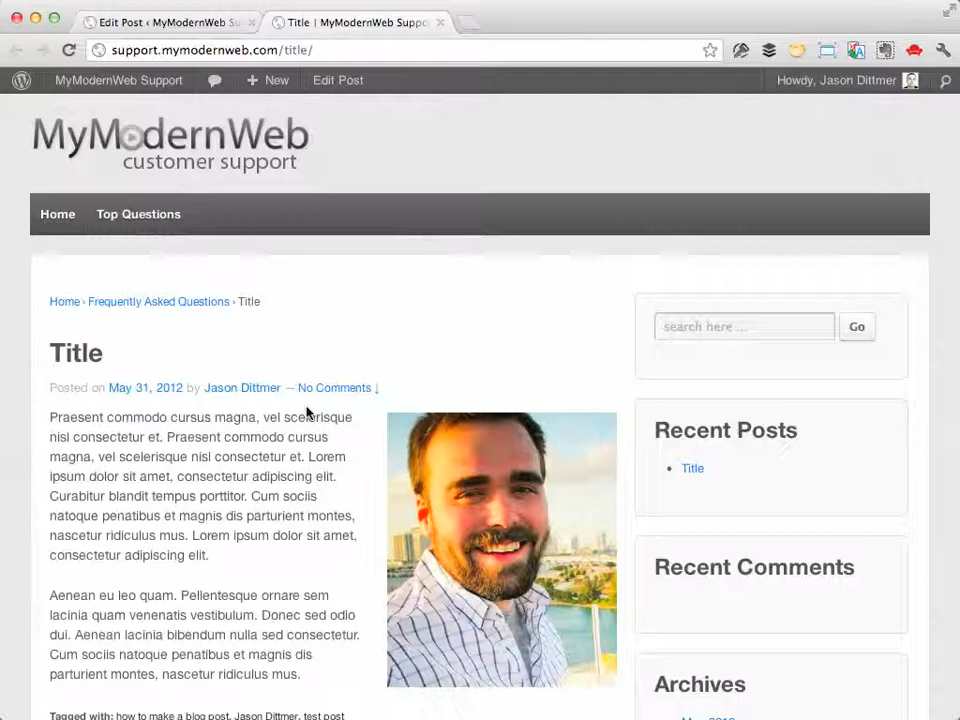 Edit Post ‹ MyModernWeb Su
Title | MyModernWeb Suppo
support.mymodernweb.com/title/
MyModernWeb Support
New
Edit Post
Howdy, Jason Dittmer
MyModernWeb
customer support
Home
Top Questions
Home › Frequently Asked Questions › Title
search here ...
Go
Title
Posted on May 31, 2012 by Jason Dittmer — No Comments ↓
Praesent commodo cursus magna, vel scelerisque
nisl consectetur et. Praesent commodo cursus
magna, vel scelerisque nisl consectetur et. Lorem
ipsum dolor sit amet, consectetur adipiscing elit.
Curabitur blandit tempus porttitor. Cum sociis
natoque penatibus et magnis dis parturient montes,
nascetur ridiculus mus. Lorem ipsum dolor sit amet,
consectetur adipiscing elit.
Aenean eu leo quam. Pellentesque ornare sem
lacinia quam venenatis vestibulum. Donec sed odio
dui. Aenean lacinia bibendum nulla sed consectetur.
Cum sociis natoque penatibus et magnis dis
parturient montes, nascetur ridiculus mus.
Tagged with: how to make a blog post, Jason Dittmer, test post
Recent Posts
Title
Recent Comments
Archives
May 2012